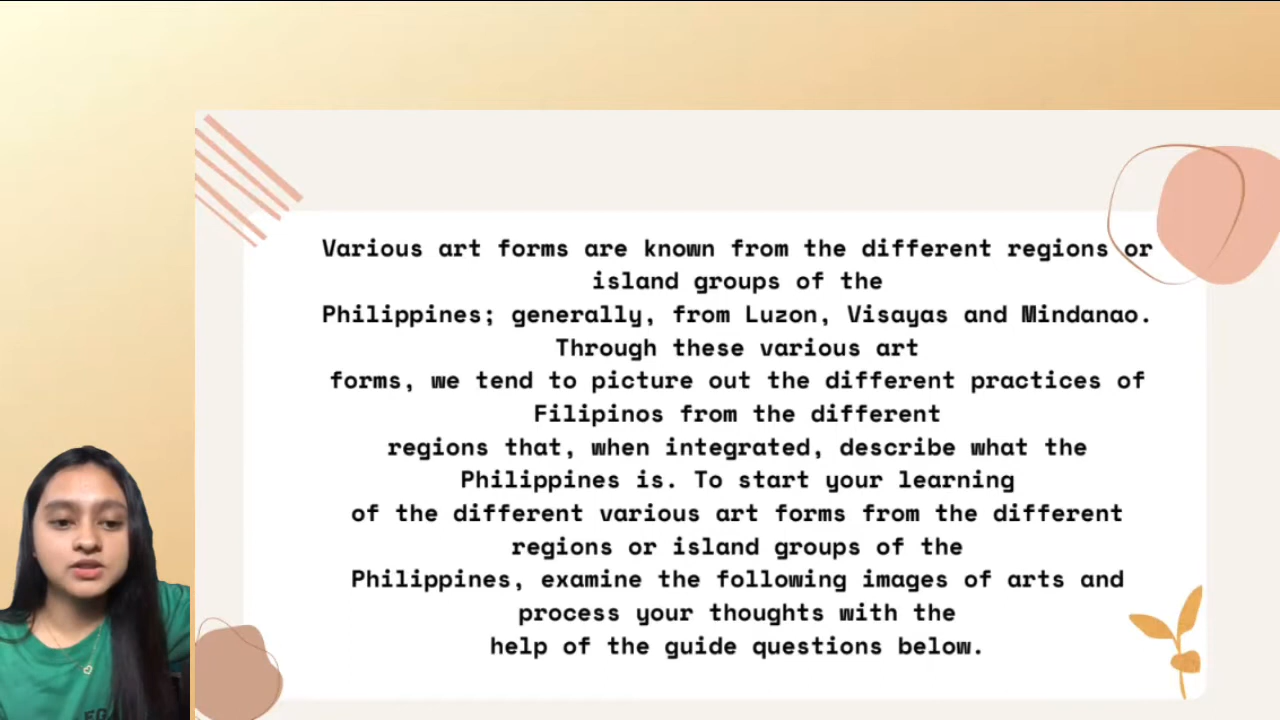 Various art forms are known from the different regions or
island groups of the
Philippines; generally, from Luzon, Visayas and Mindanao.
Through these various art
forms, we tend to picture out the different practices of
Filipinos from the different
regions that, when integrated, describe what the
Philippines is. To start your learning
of the different various art forms from the different
regions or island groups of the
Philippines, examine the following images of arts and
process your thoughts with the
help of the guide questions below.